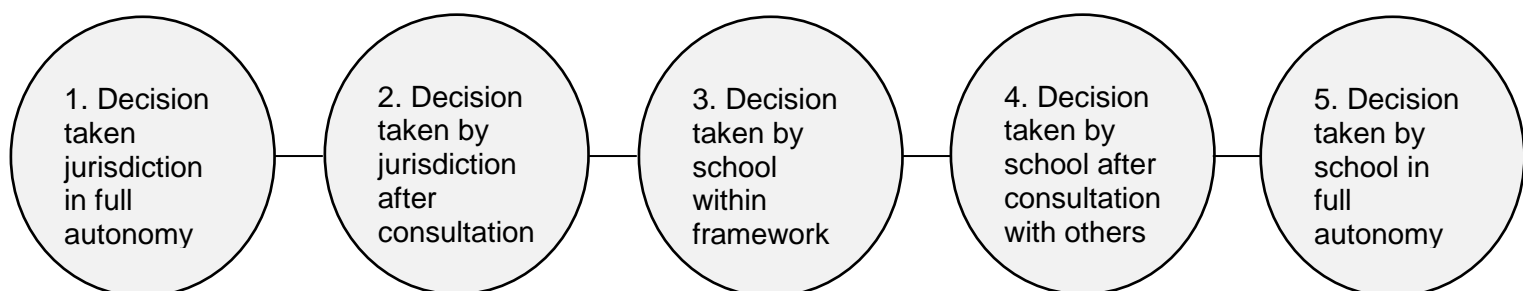 1. Decision
taken
jurisdiction
in full
autonomy
2. Decision
taken by
jurisdiction
after
consultation
3. Decision
taken by
school
within
framework
4. Decision
taken by
school after
consultation
with others
5. Decision
taken by
school in
full
autonomy